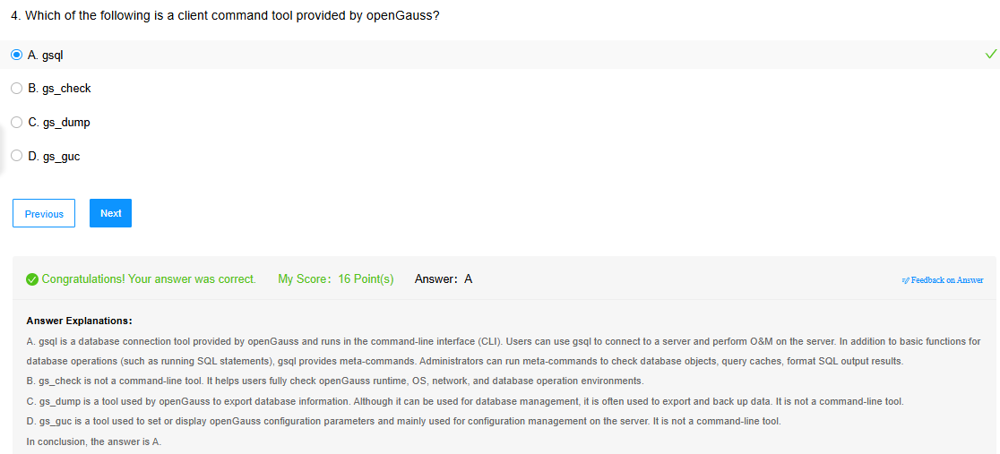 4. Which of the following is a client command tool provided by openGauss?
A. gsql
B. gs_check
C. gs_dump
D. gs_guc
Previous
Next
Congratulations! Your answer was correct. My Score: 16 Point(s) Answer: A
Feedback on Answer
Answer Explanations:
A. gsql is a database connection tool provided by openGauss and runs in the command-line interface (CLI). Users can use gsql to connect to a server and perform O&M on the server. In addition to basic functions for
database operations (such as running SQL statements), gsql provides meta-commands. Administrators can run meta-commands to check database objects, query caches, format SQL output results.
B. gs_check is not a command-line tool. It helps users fully check openGauss runtime, OS, network, and database operation environments.
C. gs_dump is a tool used by openGauss to export database information. Although it can be used for database management, it is often used to export and back up data. It is not a command-line tool.
D. gs_guc is a tool used to set or display openGauss configuration parameters and mainly used for configuration management on the server. It is not a command-line tool.
In conclusion, the answer is A.